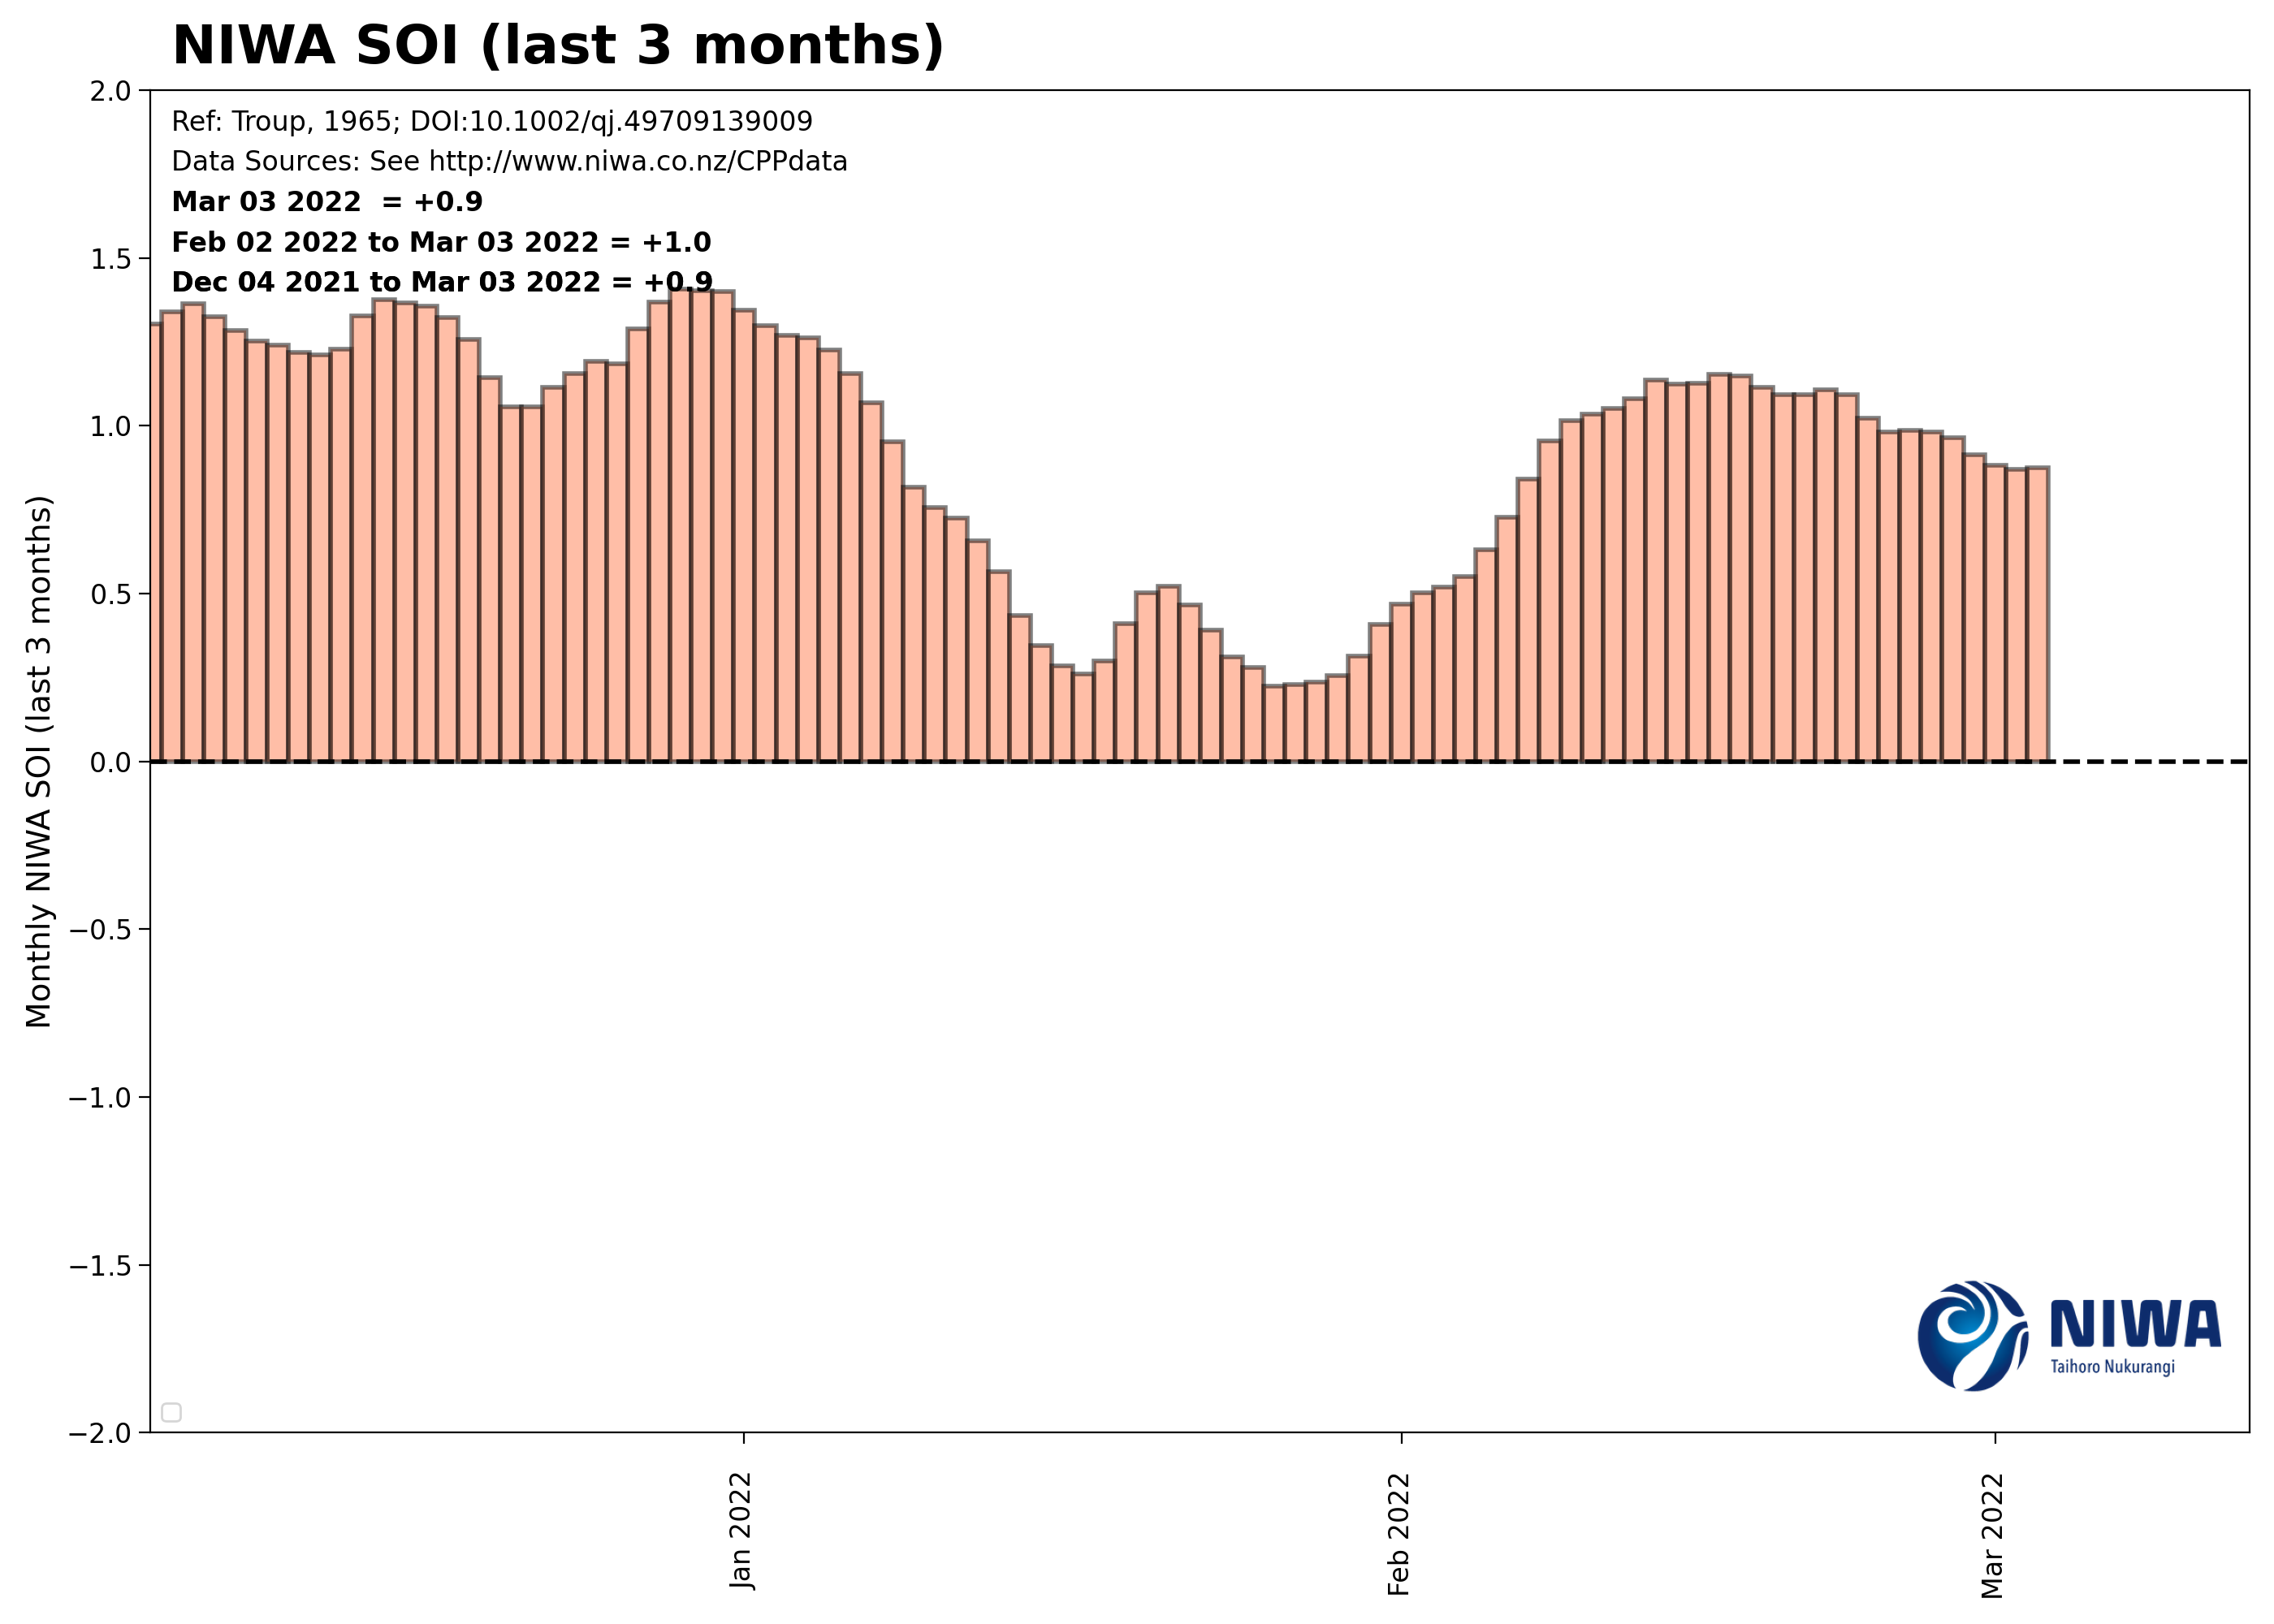 NIWA SOI (last 3 months)
Ref: Troup, 1965; DOI:10.1002/qj.49709139009
Data Sources: See http://www.niwa.co.nz/CPPdata
Mar 03 2022  = +0.9
Feb 02 2022 to Mar 03 2022 = +1.0
Dec 04 2021 to Mar 03 2022 = +0.9
Monthly NIWA SOI (last 3 months)
2.0
1.5
1.0
0.5
0.0
−0.5
−1.0
−1.5
−2.0
NIWA
Taihoro Nukurangi
Jan 2022
Feb 2022
Mar 2022